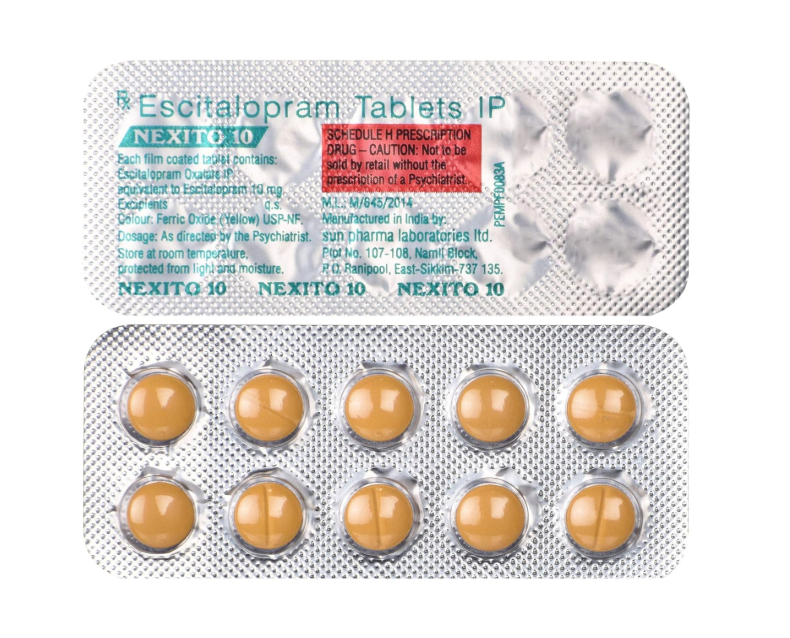 Rx Escitalopram Tablets IP
NEXITO 10
Each film coated tablet contains:
Escitalopram Oxalate IP
equivalent to Escitalopram 10 mg.
Excipients q.s.
Colour: Ferric Oxide (Yellow) USP-NF.
Dosage: As directed by the Psychiatrist.
Store at room temperature,
protected from light and moisture.
SCHEDULE H PRESCRIPTION
DRUG – CAUTION: Not to be
sold by retail without the
prescription of a Psychiatrist.
M.L.: M/645/2014
Manufactured in India by:
sun pharma laboratories ltd.
Plot No. 107-108, Namli Block,
P.O. Ranipool, East-Sikkim-737 135.
PEMPF0083A
NEXITO 10 NEXITO 10 NEXITO 10